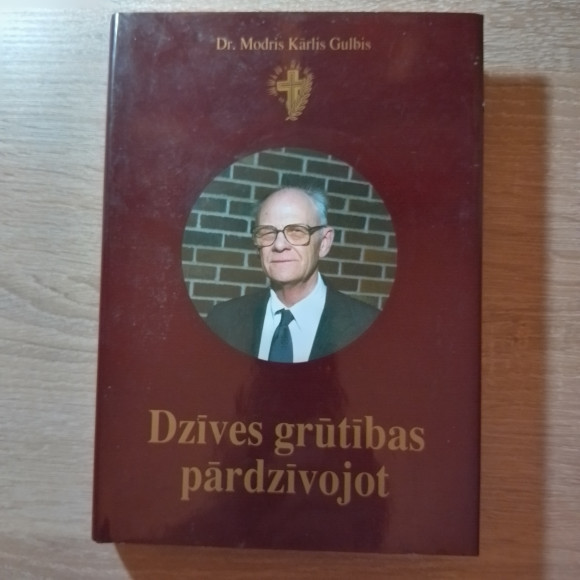 Dr. Modris Kārlis Gulbis
Dzīves grūtības
pārdzīvojot